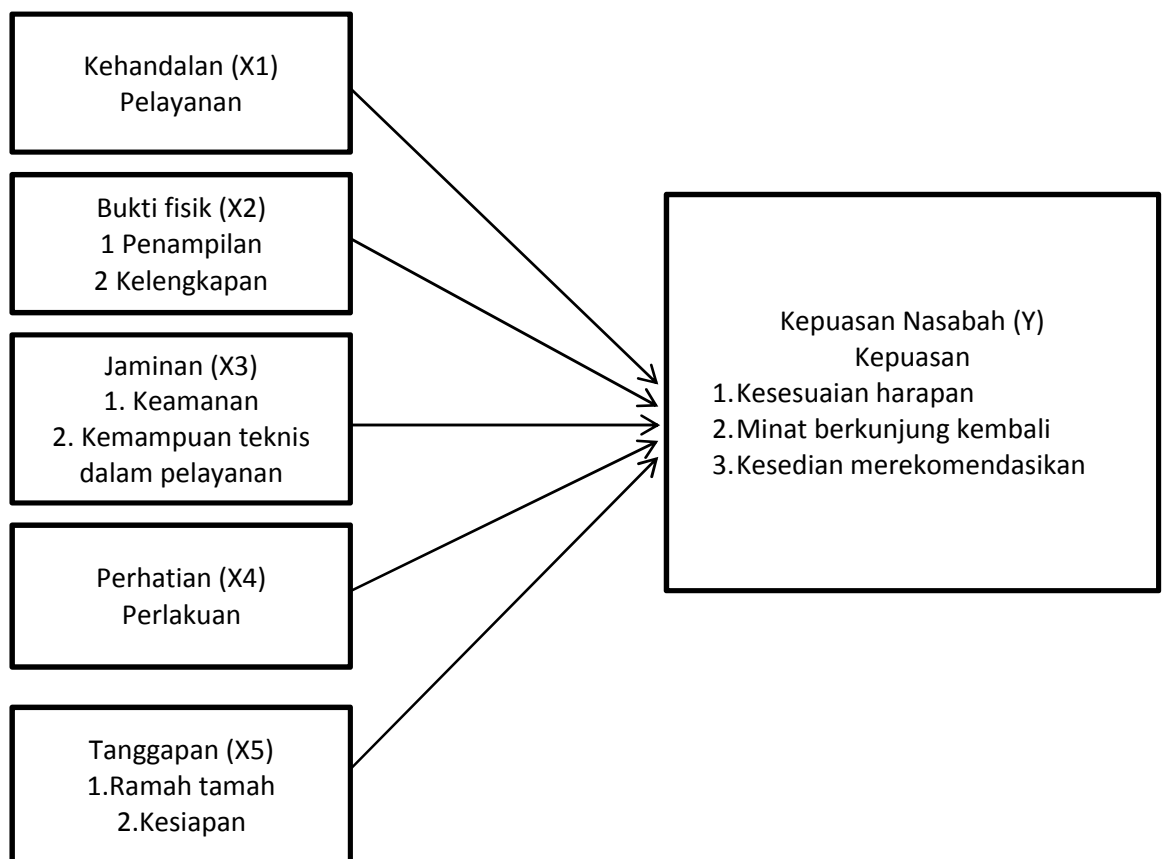 Kehandalan (X1)
Pelayanan
Bukti fisik (X2)
1 Penampilan
2 Kelengkapan
Jaminan (X3)
1. Keamanan
2. Kemampuan teknis
dalam pelayanan
Perhatian (X4)
Perlakuan
Tanggapan (X5)
1.Ramah tamah
2.Kesiapan
Kepuasan Nasabah (Y)
Kepuasan
1.Kesesuaian harapan
2.Minat berkunjung kembali
3.Kesedian merekomendasikan